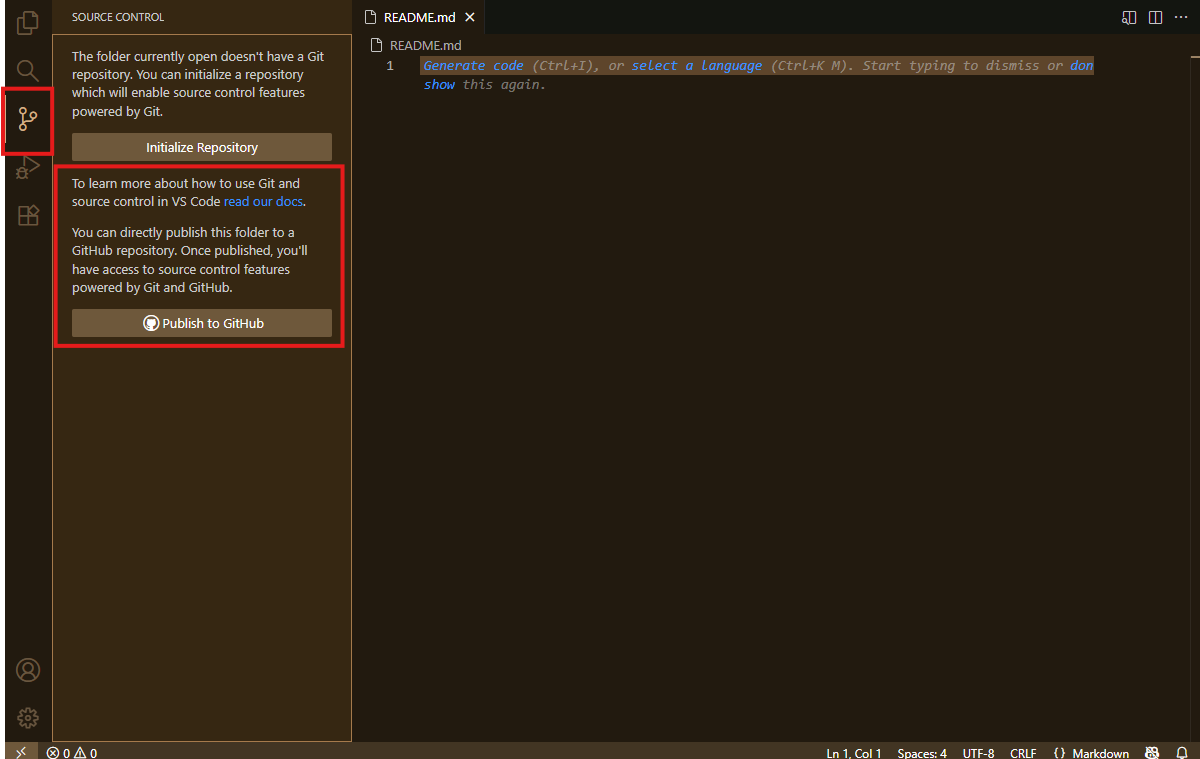 SOURCE CONTROL
The folder currently open doesn't have a Git
repository. You can initialize a repository
which will enable source control features
powered by Git.
Initialize Repository
To learn more about how to use Git and
source control in VS Code read our docs.
You can directly publish this folder to a
GitHub repository. Once published, you'll
have access to source control features
powered by Git and GitHub.
Publish to GitHub
README.md
README.md
1
Generate code (Ctrl+I), or select a language (Ctrl+K M). Start typing to dismiss or don
show this again.
0 0
Ln 1, Col 1 Spaces: 4 UTF-8 CRLF {} Markdown